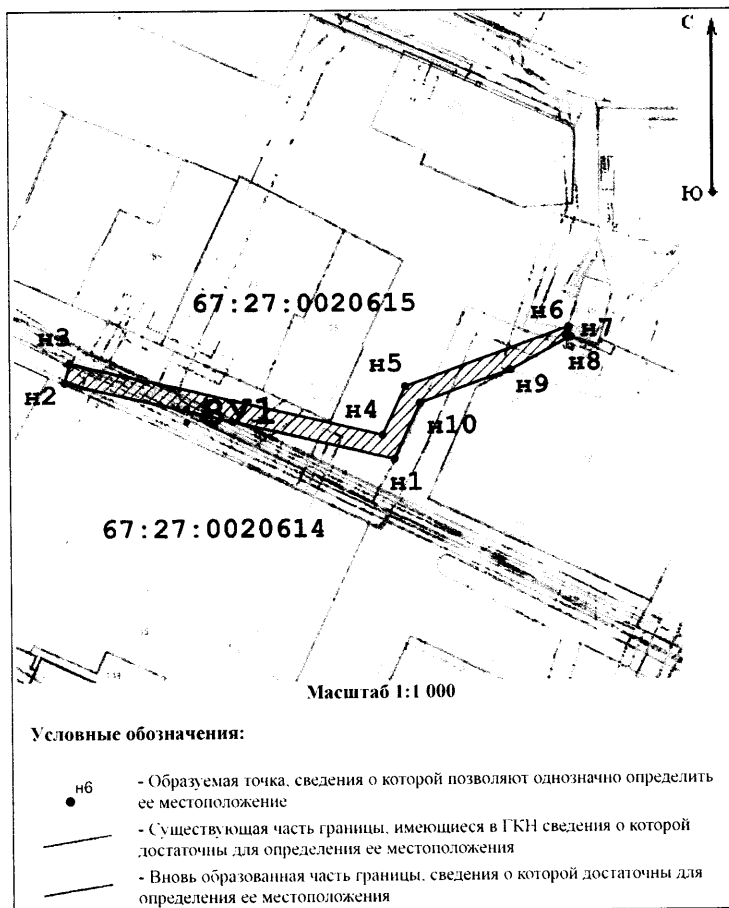 С
Ю
67:27:0020615
н6
н7
н8
н3
н5
н9
н2
н4
н10
н1
67:27:0020614
Масштаб 1:1 000
Условные обозначения:
н6
- Образуемая точка, сведения о которой позволяют однозначно определить
ее местоположение
- Существующая часть границы, имеющиеся в ГКН сведения о которой
достаточны для определения ее местоположения
- Вновь образованная часть границы, сведения о которой достаточны для
определения ее местоположения